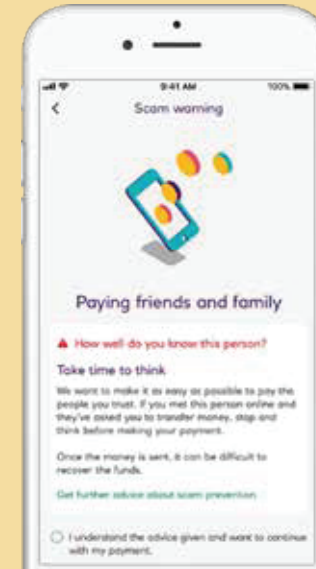 9:41 AM 100%
Scam warning
Paying friends and family
How well do you know this person?
Take time to think
We want to make it as easy as possible to pay the
people you trust. If you met this person online and
they've asked you to transfer money, stop and
think before making your payment.
Once the money is sent, it can be difficult to
recover the funds.
Get further advice about scam prevention
I understand the advice given and want to continue
with my payment.